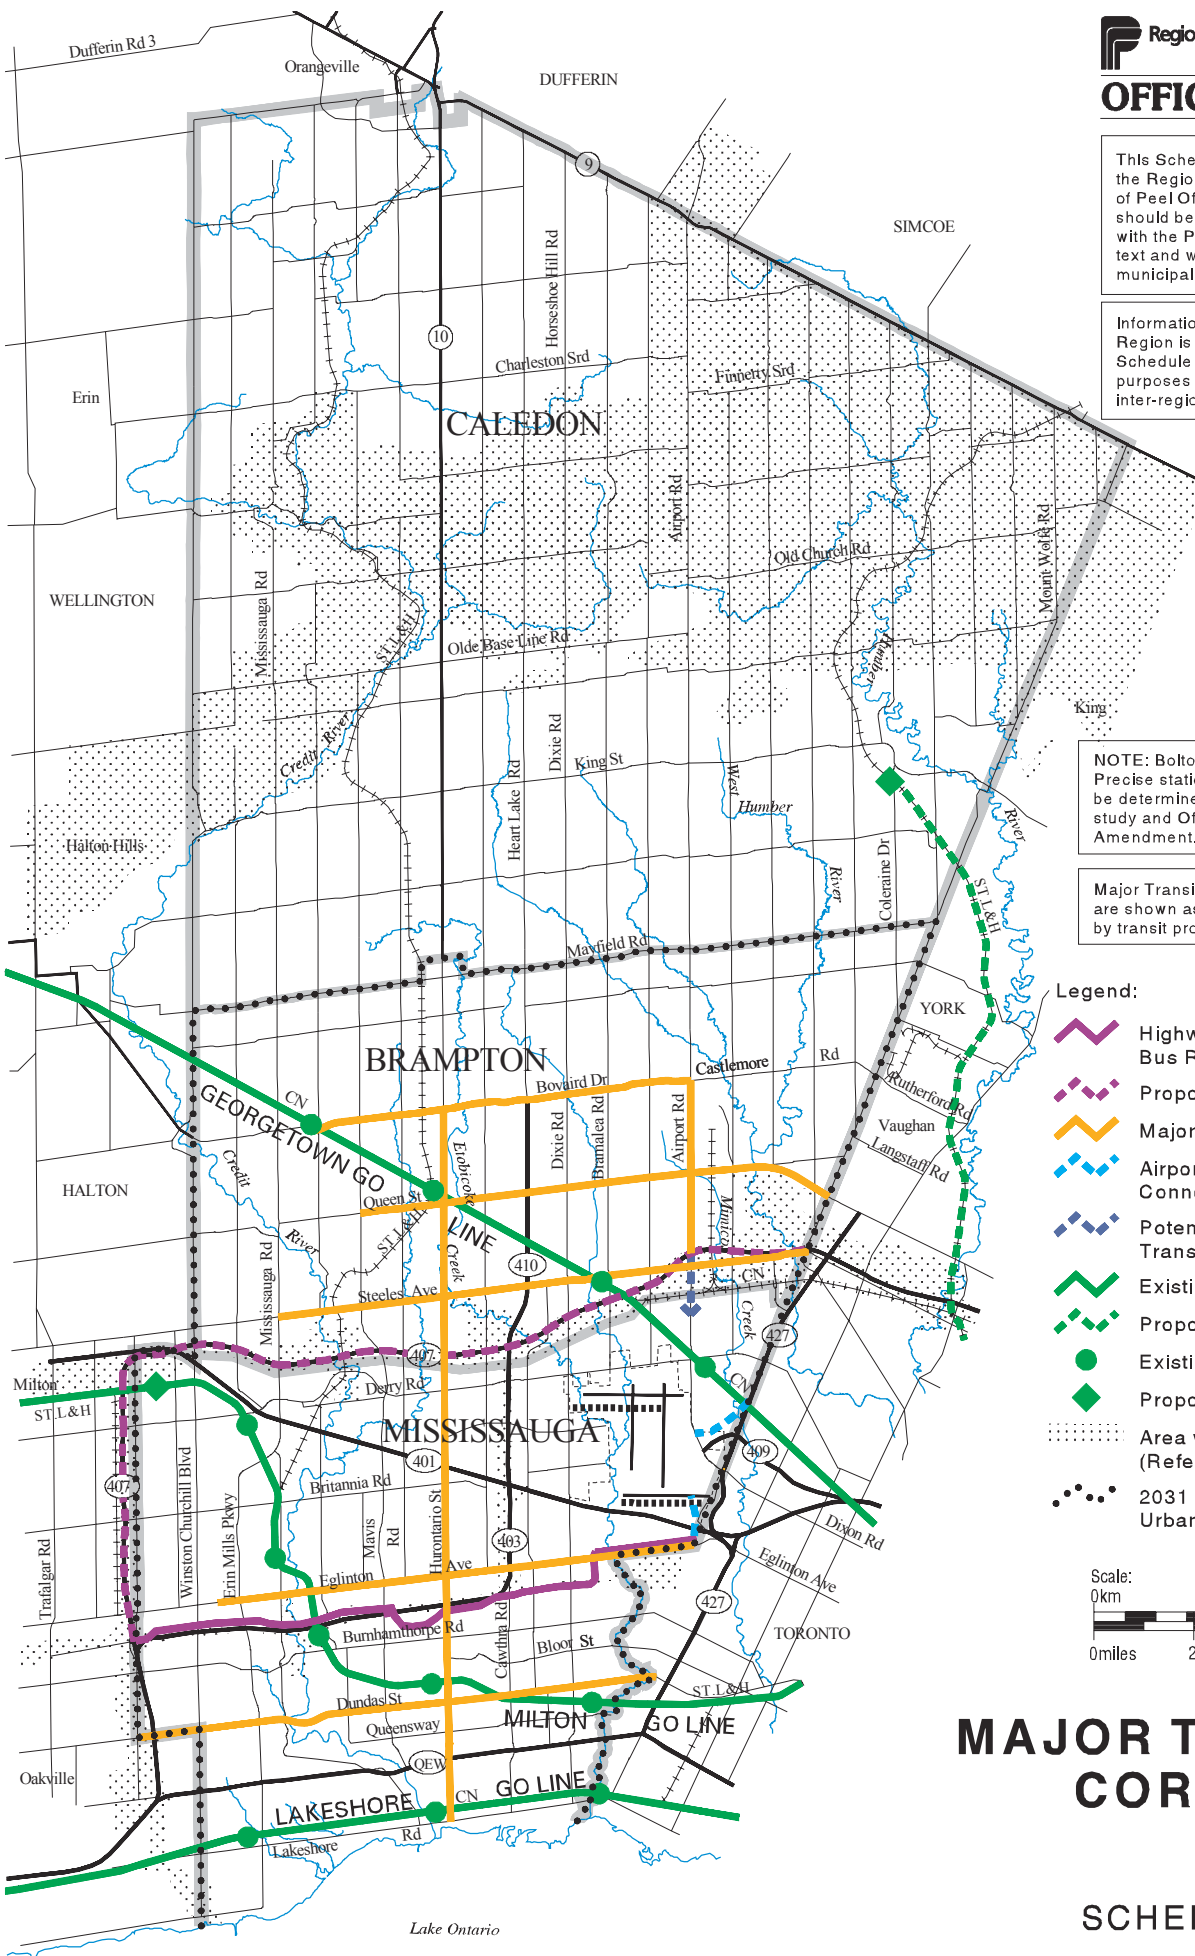 Dufferin Rd 3
Orangeville
DUFFERIN
Regio
OFFIC
This Sche
the Regio
of Peel Of
should be
with the P
text and w
municipal
Informatio
Region is
Schedule
purposes
inter-regio
9
SIMCOE
10
Horseshoe Hill Rd
Charleston Srd
Finnerty Srd
Erin
CALEDON
Airport Rd
Old Church Rd
Mount Wolfe Rd
WELLINGTON
Mississauga Rd
ST.L&H
Olde Base Line Rd
Humber
King
Credit River
Dixie Rd
King St
Heart Lake Rd
West
Humber
River
River
NOTE: Bolto
Precise static
be determine
study and Of
Amendment.
Halton Hills
Coleraine Dr
ST.L&H
Major Transi
are shown as
by transit pro
Mayfield Rd
Legend:
YORK
Highw
Bus R
BRAMPTON
Castlemore
Rd
Bovaird Dr
Rutherford Rd
Propo
CN
GEORGETOWN GO
LINE
Vaughan
Langstaff Rd
Major
Etobicoke
Creek
Dixie Rd
Bramalea Rd
Airport Rd
Airpor
Conne
HALTON
Credit
River
Queen St
ST.L&H
Mimico
Creek
Poten
Trans
410
CN
Existi
Mississauga Rd
Steeles Ave
427
Propo
407
Existi
Milton
ST.L&H
Derry Rd
CN
Propo
MISSISSAUGA
409
Area w
(Refe
401
407
Britannia Rd
2031
Urban
Winston Churchill Blvd
Erin Mills Pkwy
Mavis
Rd
Hurontario St
403
Dixon Rd
Trafalgar Rd
Eglinton
Ave
Eglinton Ave
Scale:
0km
427
0miles
2
Burnhamthorpe Rd
Cawthra Rd
Bloor St
TORONTO
Dundas St
ST.L&H
Queensway
MILTON
GO LINE
MAJOR T
COR
QEW
Oakville
LAKESHORE
CN
GO LINE
Lakeshore
Rd
SCHE
Lake Ontario